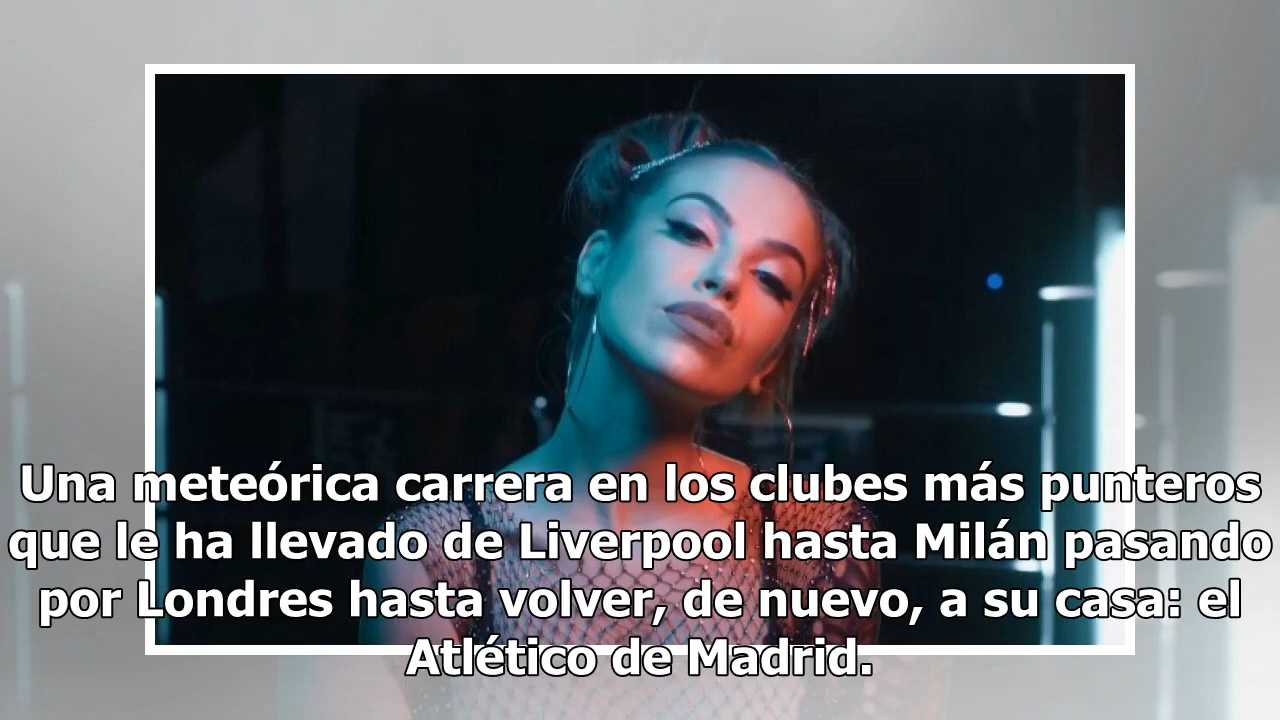 Una meteórica carrera en los clubes más punteros
que le ha llevado de Liverpool hasta Milán pasando
por Londres hasta volver, de nuevo, a su casa: el
Atlético de Madrid.